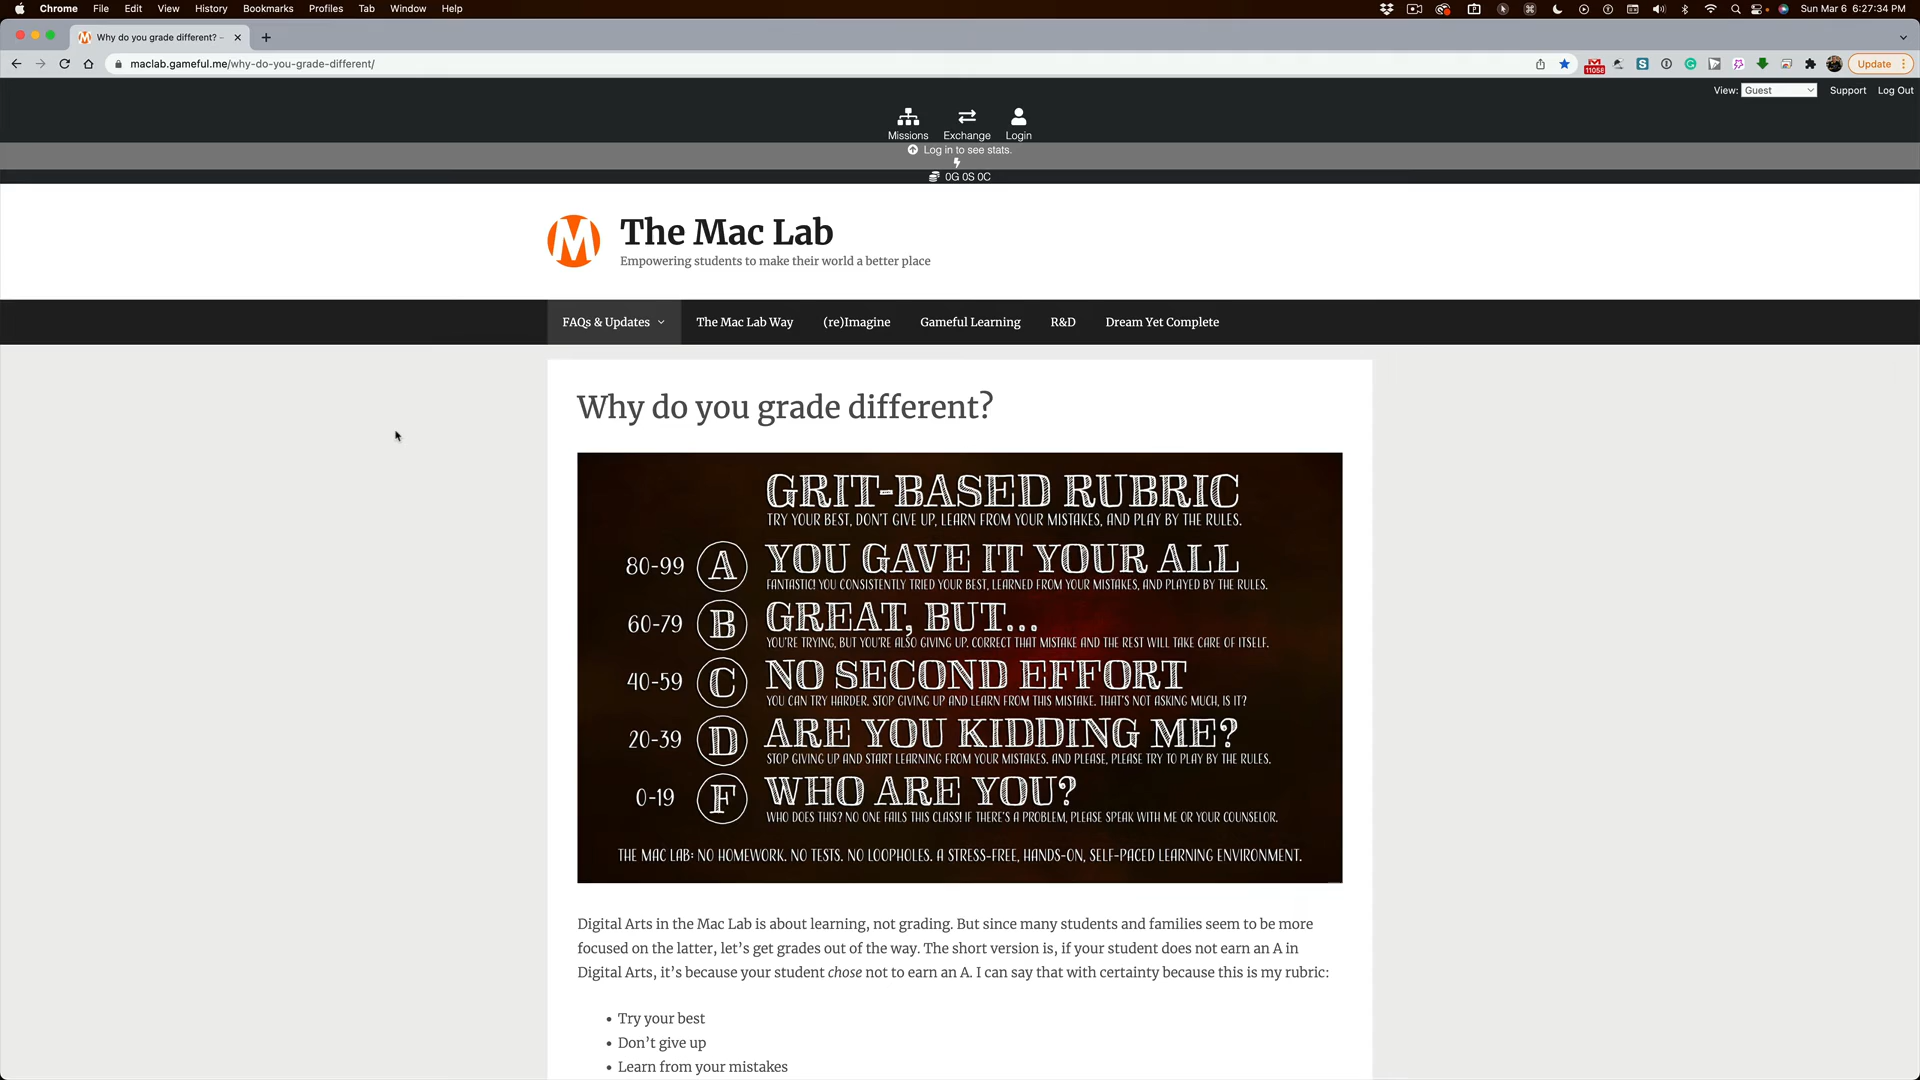 Chrome File Edit View History Bookmarks Profiles Tab Window Help
Sun Mar 6 6:27:34 PM
Why do you grade different? -
maclab.gameful.me/why-do-you-grade-different/
11058
Update
View: Guest Support Log Out
Missions Exchange Login
Log in to see stats.
0G 0S 0C
M
The Mac Lab
Empowering students to make their world a better place
FAQs & Updates The Mac Lab Way (re)Imagine Gameful Learning R&D Dream Yet Complete
Why do you grade different?
GRIT-BASED RUBRIC
TRY YOUR BEST, DON'T GIVE UP, LEARN FROM YOUR MISTAKES, AND PLAY BY THE RULES.
80-99 A YOU GAVE IT YOUR ALL
FANTASTIC! YOU CONSISTENTLY TRIED YOUR BEST, LEARNED FROM YOUR MISTAKES, AND PLAYED BY THE RULES.
60-79 B GREAT, BUT...
YOU'RE TRYING, BUT YOU'RE ALSO GIVING UP. CORRECT THAT MISTAKE AND THE REST WILL TAKE CARE OF ITSELF.
40-59 C NO SECOND EFFORT
YOU CAN TRY HARDER. STOP GIVING UP AND LEARN FROM THIS MISTAKE. THAT'S NOT ASKING MUCH, IS IT?
20-39 D ARE YOU KIDDING ME?
STOP GIVING UP AND START LEARNING FROM YOUR MISTAKES. AND PLEASE, PLEASE TRY TO PLAY BY THE RULES.
0-19 F WHO ARE YOU?
WHO DOES THIS? NO ONE FAILS THIS CLASS! IF THERE'S A PROBLEM, PLEASE SPEAK WITH ME OR YOUR COUNSELOR.
THE MAC LAB: NO HOMEWORK. NO TESTS. NO LOOPHOLES. A STRESS-FREE, HANDS-ON, SELF-PACED LEARNING ENVIRONMENT.
Digital Arts in the Mac Lab is about learning, not grading. But since many students and families seem to be more
focused on the latter, let's get grades out of the way. The short version is, if your student does not earn an A in
Digital Arts, it's because your student chose not to earn an A. I can say that with certainty because this is my rubric:
• Try your best
• Don't give up
• Learn from your mistakes